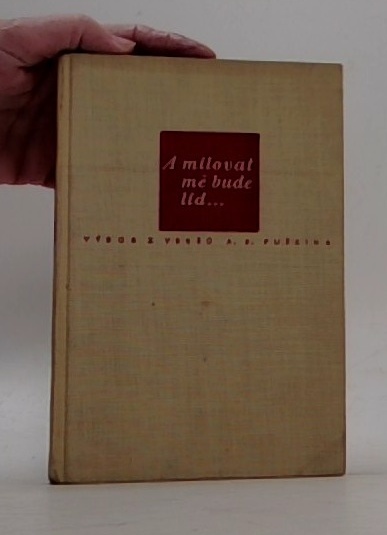 A milovat
mě bude
lid...
VÝBOR Z VERŠŮ A. S. PUŠKINA